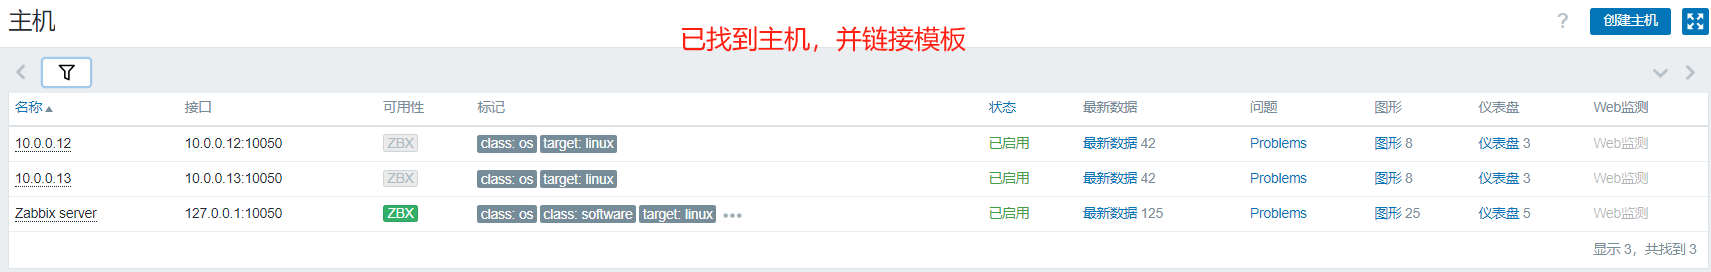 主机
?
创建主机
已找到主机，并链接模板
名称 接口 可用性 标记 状态 最新数据 问题 图形 仪表盘 Web监测
10.0.0.12 10.0.0.12:10050 ZBX class: os target: linux 已启用 最新数据 42 Problems 图形 8 仪表盘 3 Web监测
10.0.0.13 10.0.0.13:10050 ZBX class: os target: linux 已启用 最新数据 42 Problems 图形 8 仪表盘 3 Web监测
Zabbix server 127.0.0.1:10050 ZBX class: os class: software target: linux ••• 已启用 最新数据 125 Problems 图形 25 仪表盘 5 Web监测
显示 3，共找到 3